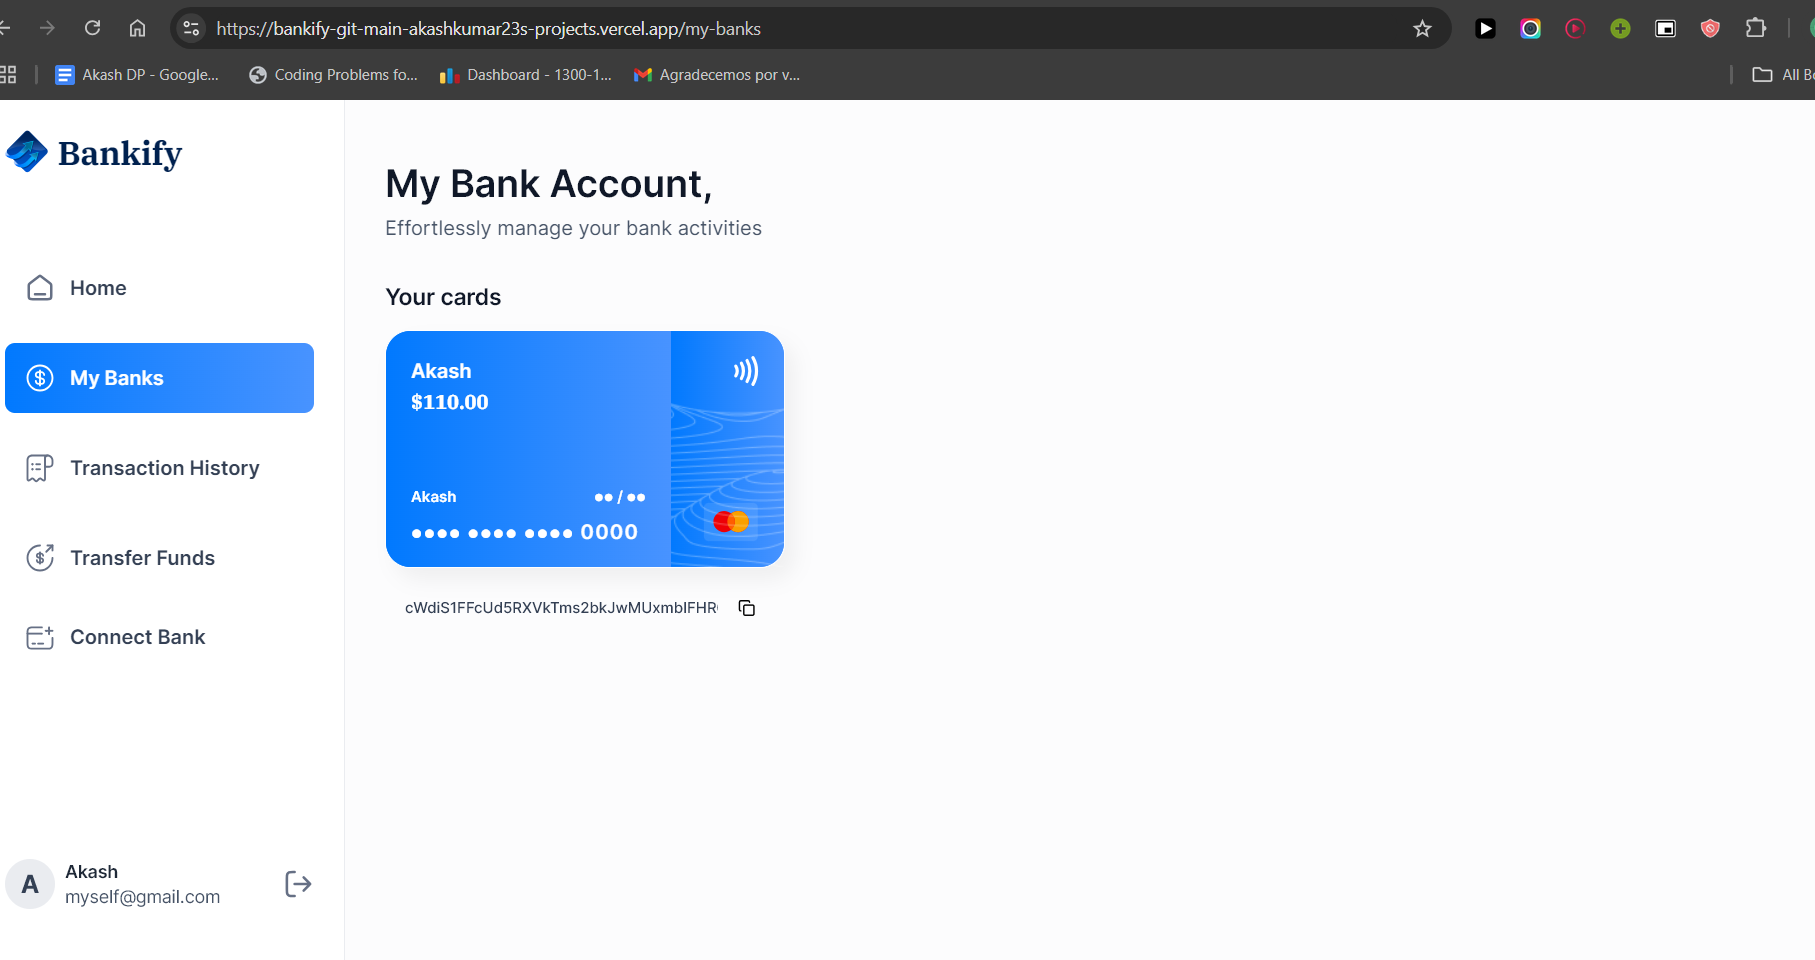 https://bankify-git-main-akashkumar23s-projects.vercel.app/my-banks
Akash DP - Google...
Coding Problems fo...
Dashboard - 1300-1...
Agradecemos por v...
All Bo
Bankify
Home
My Banks
Transaction History
Transfer Funds
Connect Bank
Akash
myself@gmail.com
A
My Bank Account,
Effortlessly manage your bank activities
Your cards
Akash
$110.00
Akash
●● / ●●
●●●● ●●●● ●●●● 0000